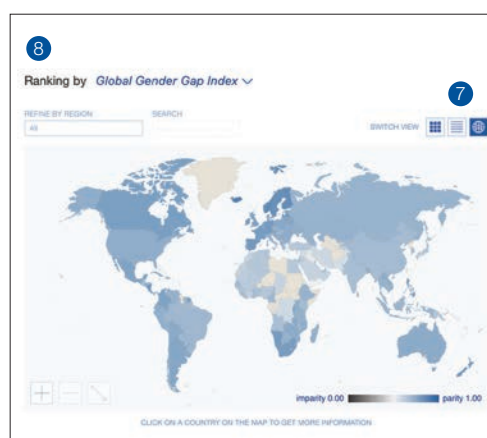 8
Ranking by Global Gender Gap Index
7
REFINE BY REGION SEARCH SWITCH VIEW
All
imparity 0.00 parity 1.00
CLICK ON A COUNTRY ON THE MAP TO GET MORE INFORMATION